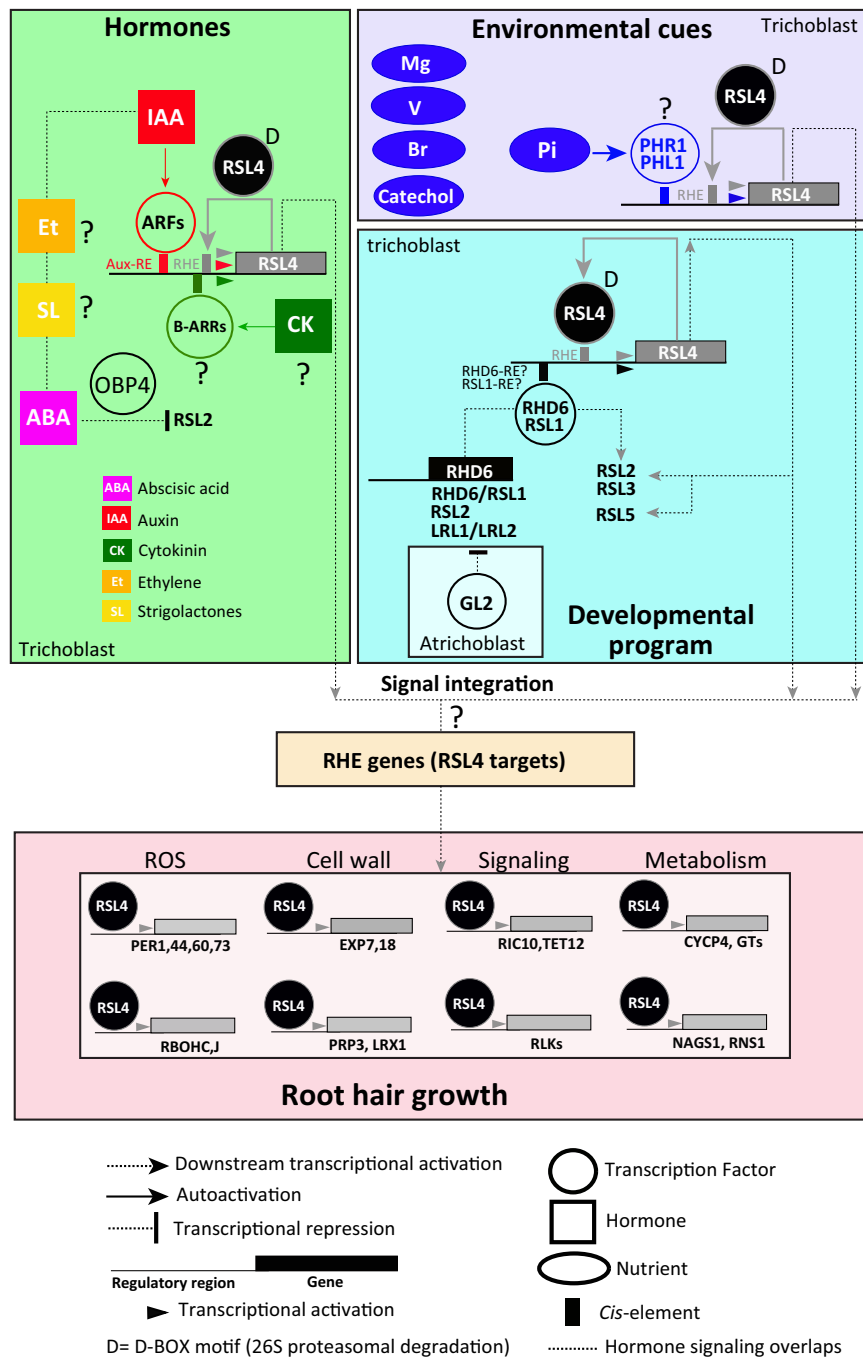 Hormones
IAA
RSL4
D
Et
?
ARFs
Aux-RE
RHE
RSL4
SL
?
B-ARRs
?
CK
?
OBP4
ABA
RSL2
ABA Abscisic acid
IAA Auxin
CK Cytokinin
Et Ethylene
SL Strigolactones
Trichoblast
Environmental cues
Trichoblast
Mg
V
Br
Catechol
Pi
?
PHR1
PHL1
D
RSL4
RHE
RSL4
trichoblast
D
RSL4
RHE
RSL4
RHD6-RE?
RSL1-RE?
RHD6
RSL1
RHD6
RHD6/RSL1
RSL2
LRL1/LRL2
RSL2
RSL3
RSL5
GL2
Atrichoblast
Developmental
program
Signal integration
?
RHE genes (RSL4 targets)
ROS Cell wall Signaling Metabolism
RSL4 RSL4 RSL4 RSL4
PER1,44,60,73 EXP7,18 RIC10,TET12 CYCP4, GTs
RSL4 RSL4 RSL4 RSL4
RBOHC,J PRP3, LRX1 RLKs NAGS1, RNS1
Root hair growth
Downstream transcriptional activation
Autoactivation
Transcriptional repression
Regulatory region Gene
Transcriptional activation
D= D-BOX motif (26S proteasomal degradation)
Transcription Factor
Hormone
Nutrient
Cis-element
Hormone signaling overlaps